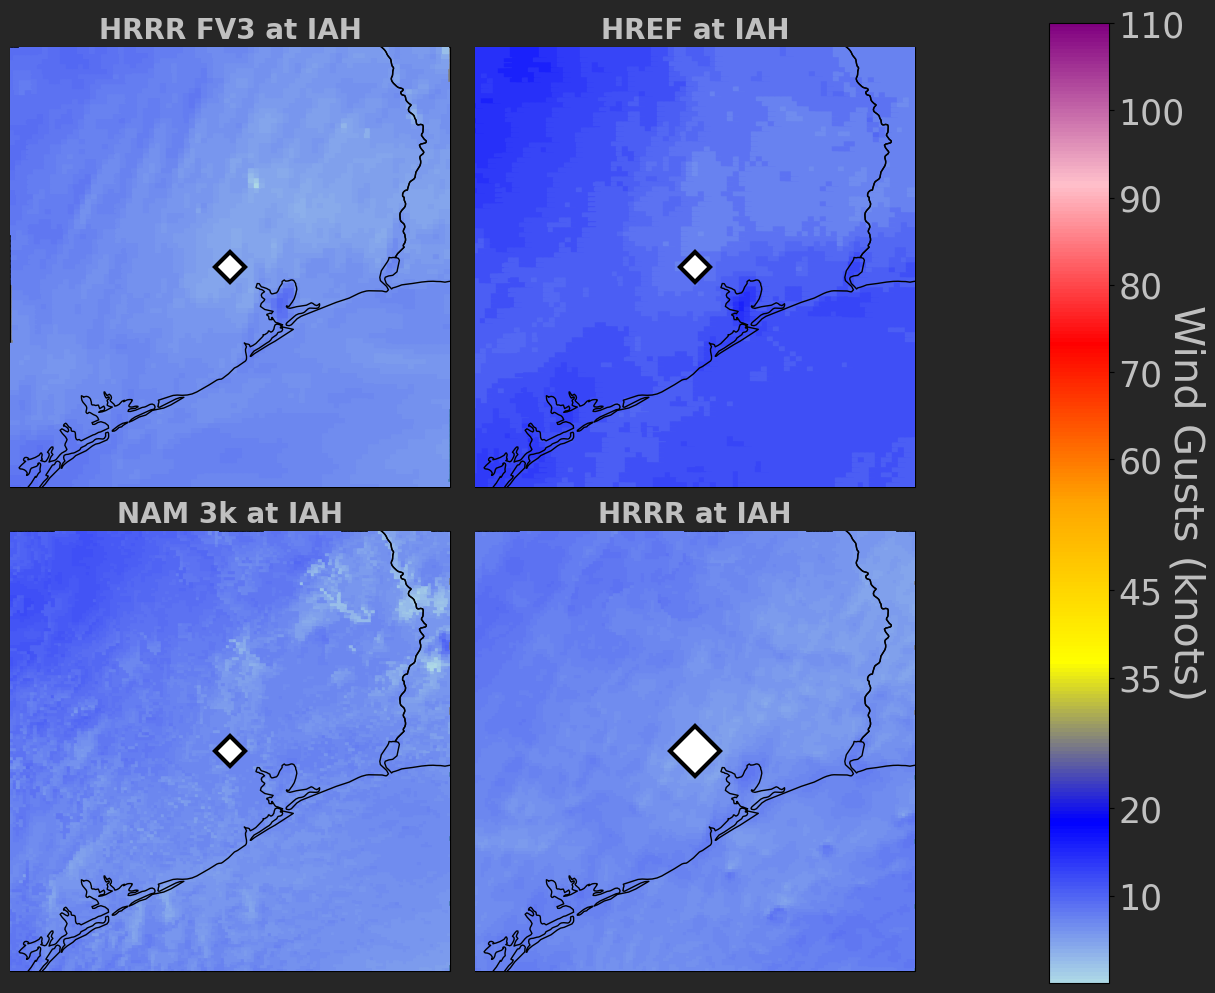 HRRR FV3 at IAH
HREF at IAH
NAM 3k at IAH
HRRR at IAH
110
100
90
80
70
60
45
35
20
10
Wind Gusts (knots)